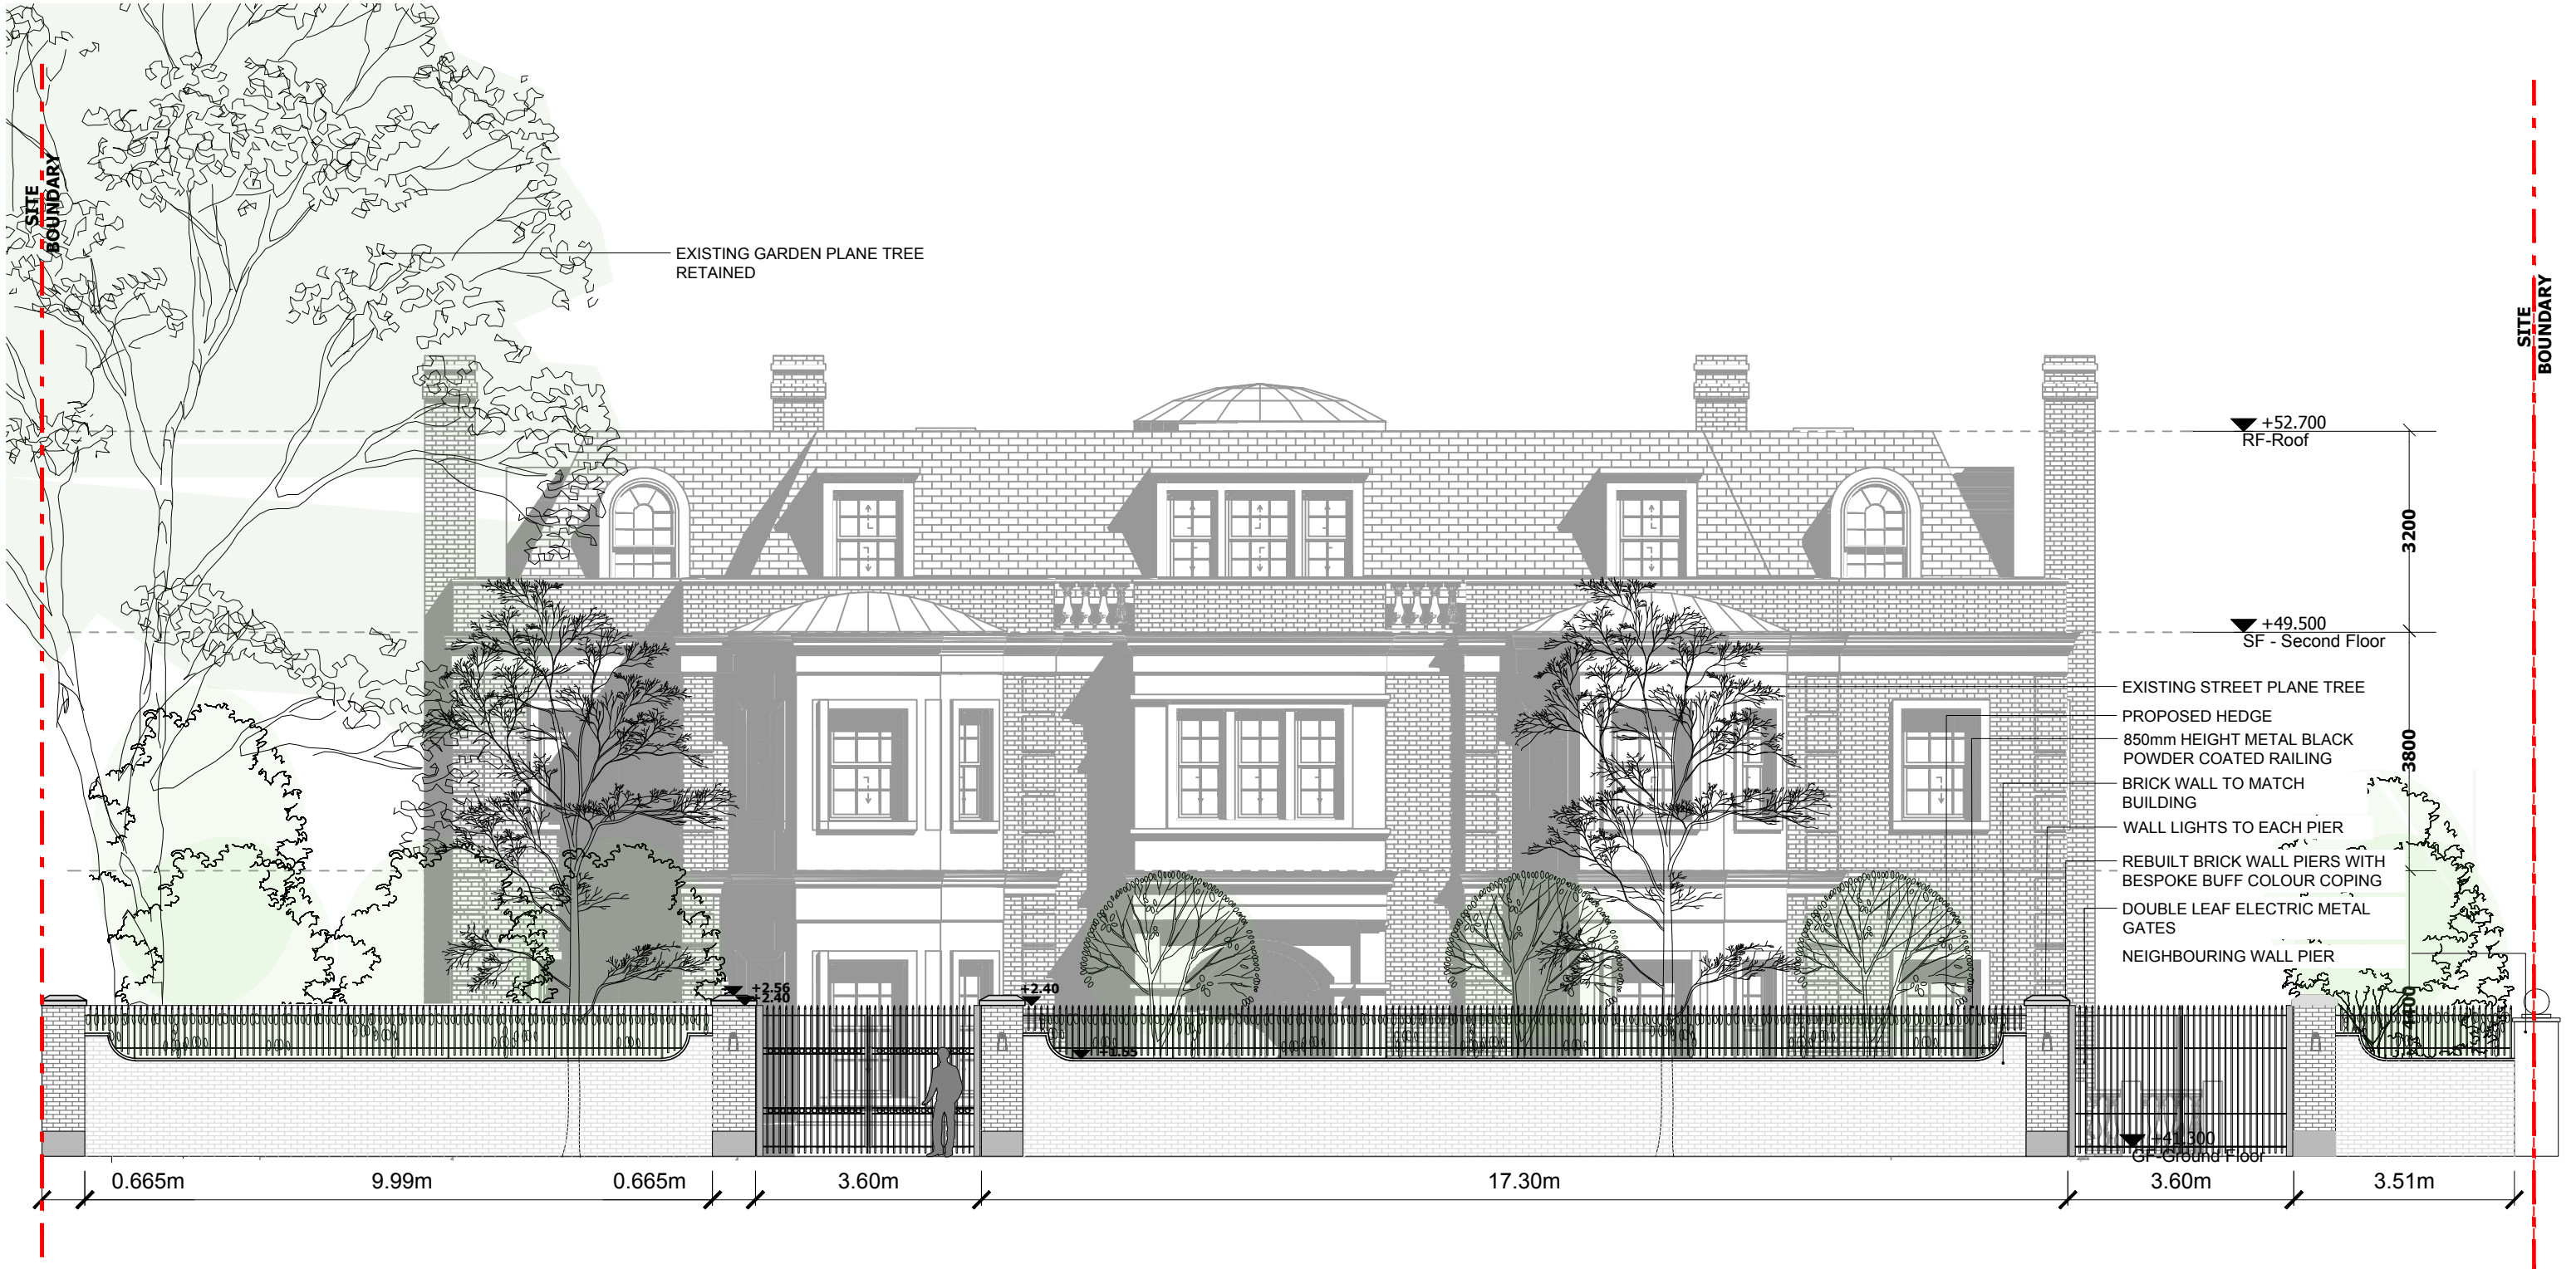 SITE
BOUNDARY
EXISTING GARDEN PLANE TREE
RETAINED
SITE
BOUNDARY
+52.700
RF-Roof
3200
+49.500
SF - Second Floor
EXISTING STREET PLANE TREE
PROPOSED HEDGE
850mm HEIGHT METAL BLACK
POWDER COATED RAILING
3800
BRICK WALL TO MATCH
BUILDING
WALL LIGHTS TO EACH PIER
REBUILT BRICK WALL PIERS WITH
BESPOKE BUFF COLOUR COPING
DOUBLE LEAF ELECTRIC METAL
GATES
NEIGHBOURING WALL PIER
+2.56
+2.40
+2.40
4400
+1.55
+41.300
GF-Ground Floor
0.665m
9.99m
0.665m
3.60m
17.30m
3.60m
3.51m